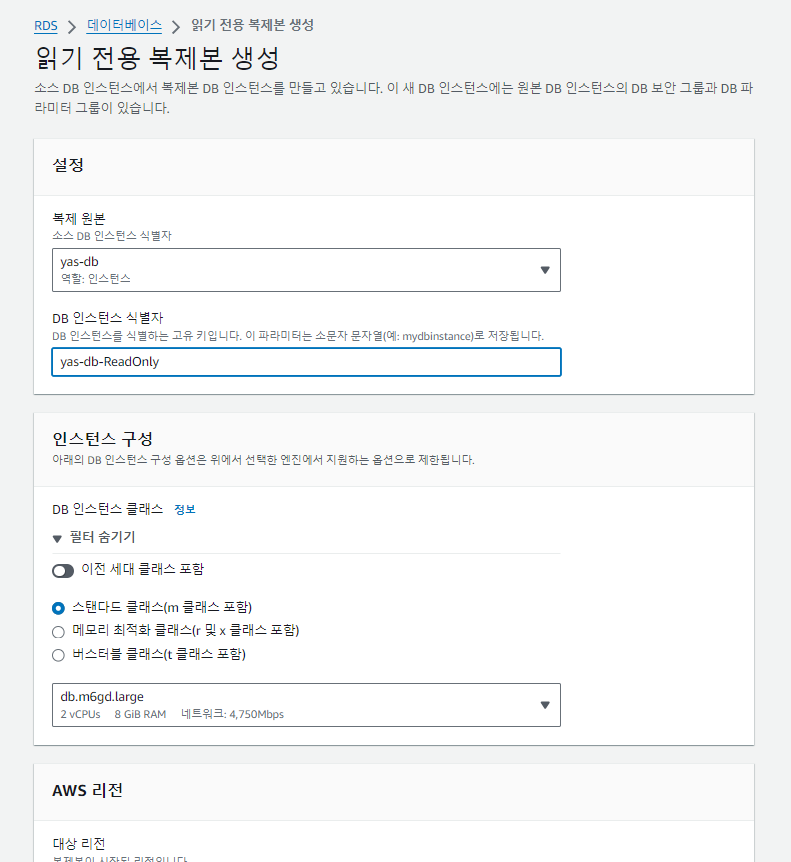 RDS > 데이터베이스 > 읽기 전용 복제본 생성
읽기 전용 복제본 생성
소스 DB 인스턴스에서 복제본 DB 인스턴스를 만들고 있습니다. 이 새 DB 인스턴스에는 원본 DB 인스턴스의 DB 보안 그룹과 DB 파
라미터 그룹이 있습니다.
설정
복제 원본
소스 DB 인스턴스 식별자
yas-db
역할: 인스턴스
DB 인스턴스 식별자
DB 인스턴스를 식별하는 고유 키입니다. 이 파라미터는 소문자 문자열(예: mydbinstance)로 저장됩니다.
yas-db-ReadOnly
인스턴스 구성
아래의 DB 인스턴스 구성 옵션은 위에서 선택한 엔진에서 지원하는 옵션으로 제한됩니다.
DB 인스턴스 클래스 정보
필터 숨기기
이전 세대 클래스 포함
스탠다드 클래스(m 클래스 포함)
메모리 최적화 클래스(r 및 x 클래스 포함)
버스터블 클래스(t 클래스 포함)
db.m6gd.large
2 vCPUs 8 GiB RAM 네트워크: 4,750Mbps
AWS 리전
대상 리전